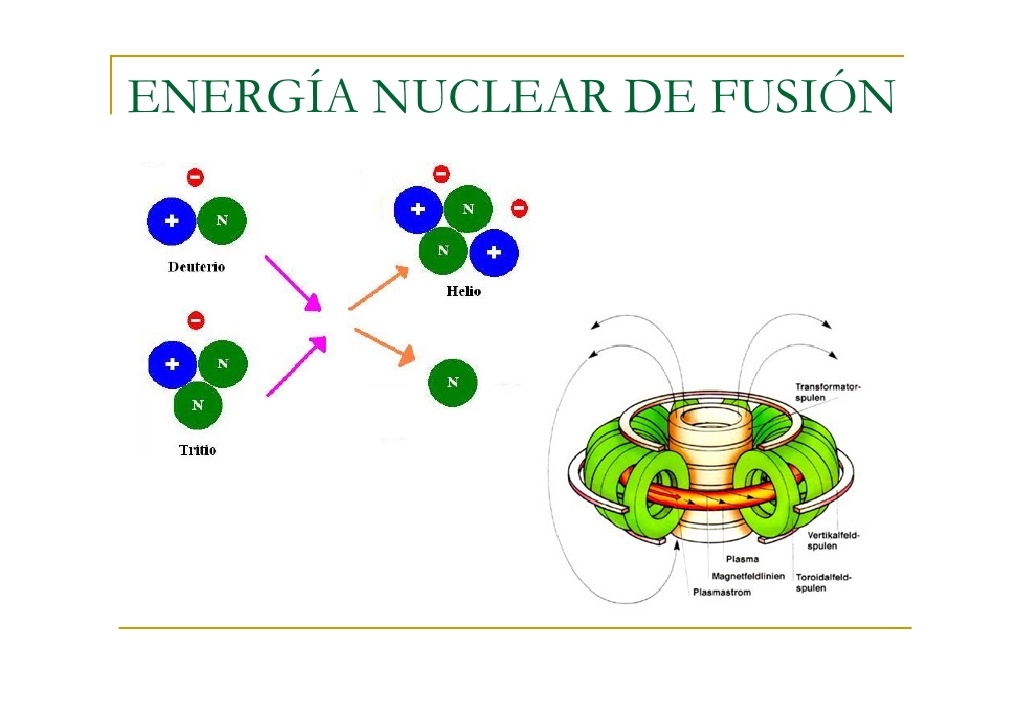 ENERGÍA NUCLEAR DE FUSIÓN
−
+ N
Deuterio
−
+ N
N
Tritio
−
+ N
−
N +
Helio
N
Transformator-
spulen
Vertikalfeld-
spulen
Plasma
Magnetfeldlinien
Toroidalfeld-
spulen
Plasmastrom